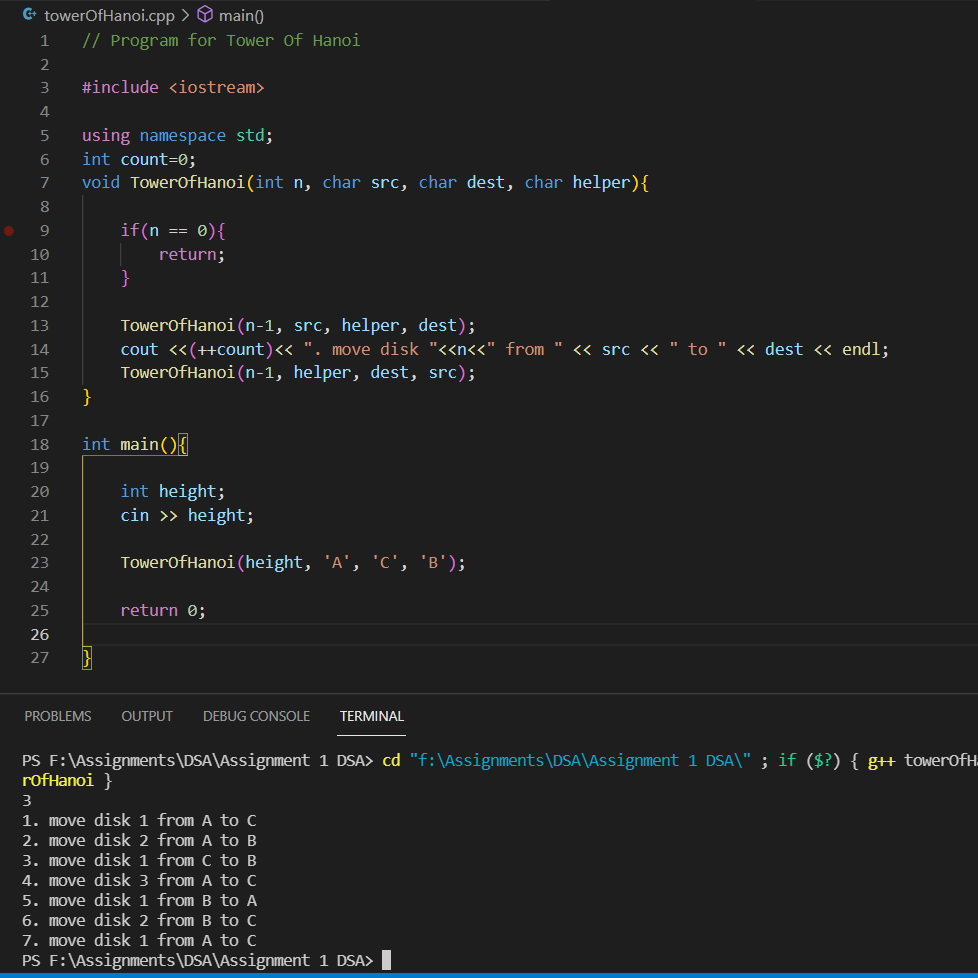 towerOfHanoi.cpp > main()
1 // Program for Tower Of Hanoi
2
3 #include <iostream>
4
5 using namespace std;
6 int count=0;
7 void TowerOfHanoi(int n, char src, char dest, char helper){
8
9 if(n == 0){
10 return;
11 }
12
13 TowerOfHanoi(n-1, src, helper, dest);
14 cout <<(++count)<< ". move disk "<<n<<" from " << src << " to " << dest << endl;
15 TowerOfHanoi(n-1, helper, dest, src);
16 }
17
18 int main(){
19
20 int height;
21 cin >> height;
22
23 TowerOfHanoi(height, 'A', 'C', 'B');
24
25 return 0;
26
27 }
PROBLEMS OUTPUT DEBUG CONSOLE TERMINAL
PS F:\Assignments\DSA\Assignment 1 DSA> cd "f:\Assignments\DSA\Assignment 1 DSA\" ; if ($?) { g++ towerOfH
rOfHanoi }
3
1. move disk 1 from A to C
2. move disk 2 from A to B
3. move disk 1 from C to B
4. move disk 3 from A to C
5. move disk 1 from B to A
6. move disk 2 from B to C
7. move disk 1 from A to C
PS F:\Assignments\DSA\Assignment 1 DSA>